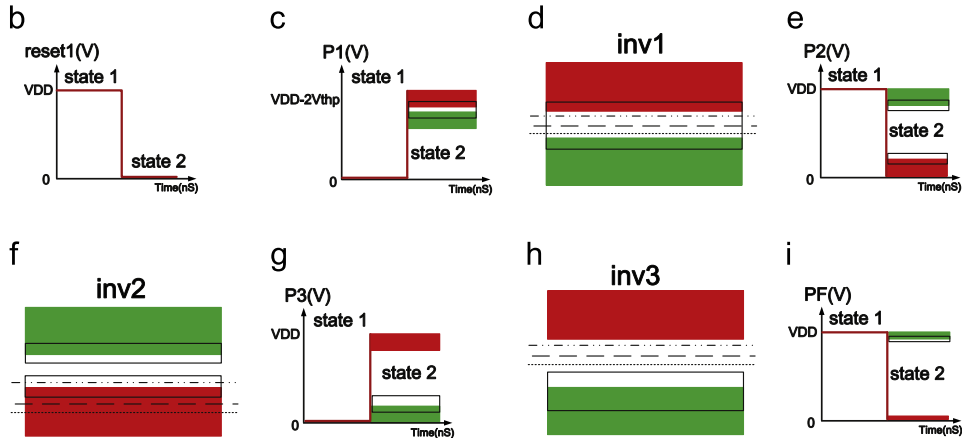 b
reset1(V)
VDD
state 1
state 2
0
Time(nS)
c
P1(V)
state 1
VDD-2Vthp
state 2
0
Time(nS)
d
inv1
e
P2(V)
state 1
VDD
state 2
0
Time(nS)
f
inv2
g
P3(V)
state 1
VDD
state 2
0
Time(nS)
h
inv3
i
PF(V)
state 1
VDD
state 2
0
Time(nS)